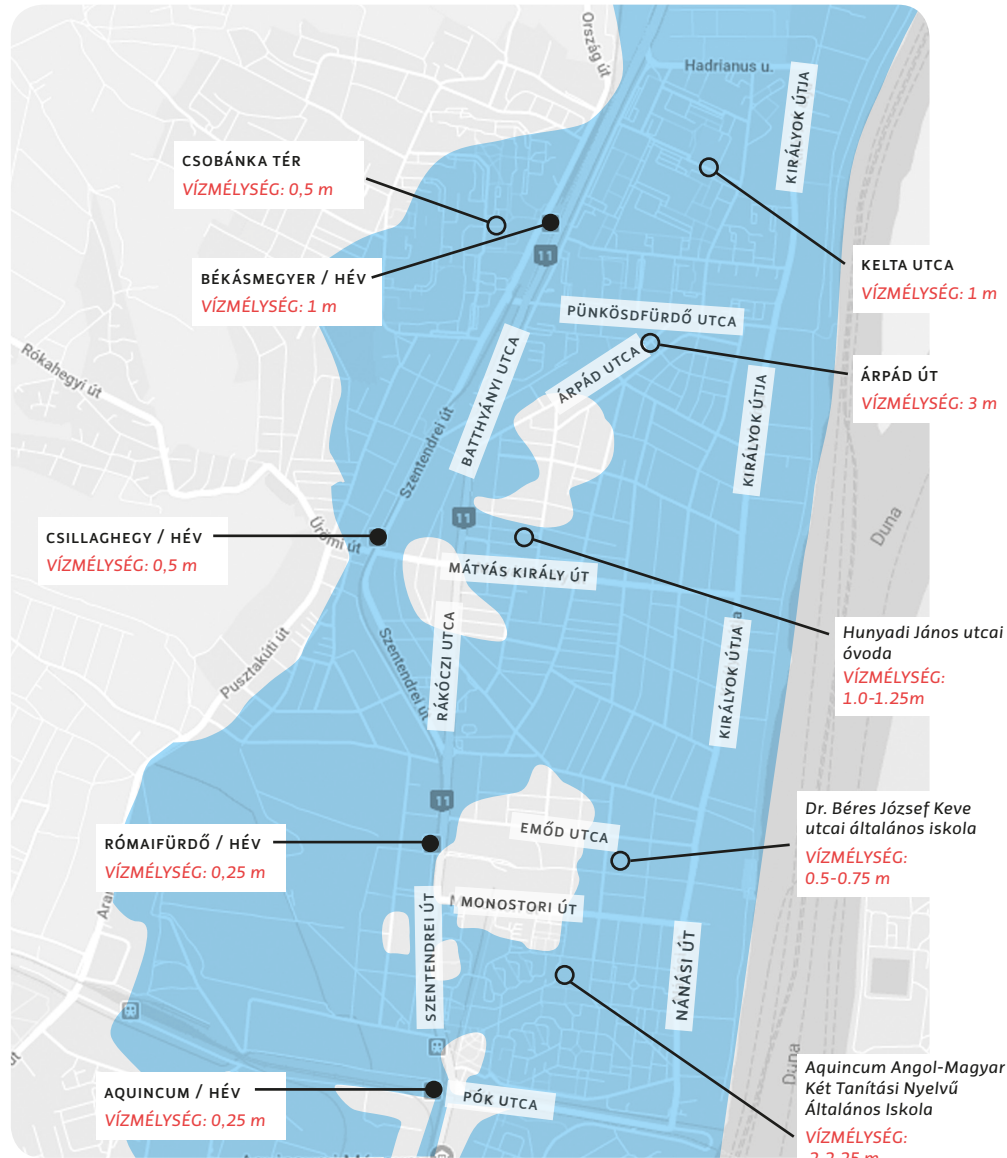 Ország út
Hadrianus u.
KIRÁLYOK ÚTJA
CSOBÁNKA TÉR
VÍZMÉLYSÉG: 0,5 m
BÉKÁSMEGYER / HÉV
VÍZMÉLYSÉG: 1 m
11
KELTA UTCA
VÍZMÉLYSÉG: 1 m
PÜNKÖSDFÜRDŐ UTCA
ÁRPÁD UTCA
ÁRPÁD ÚT
VÍZMÉLYSÉG: 3 m
Rókahegyi út
BATTHYÁNYI UTCA
Szentendrei út
KIRÁLYOK ÚTJA
11
Duna
CSILLAGHEGY / HÉV
VÍZMÉLYSÉG: 0,5 m
Ürömi út
MÁTYÁS KIRÁLY ÚT
Hunyadi János utcai
óvoda
VÍZMÉLYSÉG:
1.0-1.25m
Pusztakúti út
Szentendrei út
RÁKÓCZI UTCA
KIRÁLYOK ÚTJA
11
RÓMAIFÜRDŐ / HÉV
VÍZMÉLYSÉG: 0,25 m
EMŐD UTCA
Dr. Béres József Keve
utcai általános iskola
VÍZMÉLYSÉG:
0.5-0.75 m
MONOSTORI ÚT
SZENTENDREI ÚT
NÁNÁSI ÚT
Duna
AQUINCUM / HÉV
VÍZMÉLYSÉG: 0,25 m
PÓK UTCA
Aquincum Angol-Magyar
Két Tanítási Nyelvű
Általános Iskola
VÍZMÉLYSÉG: